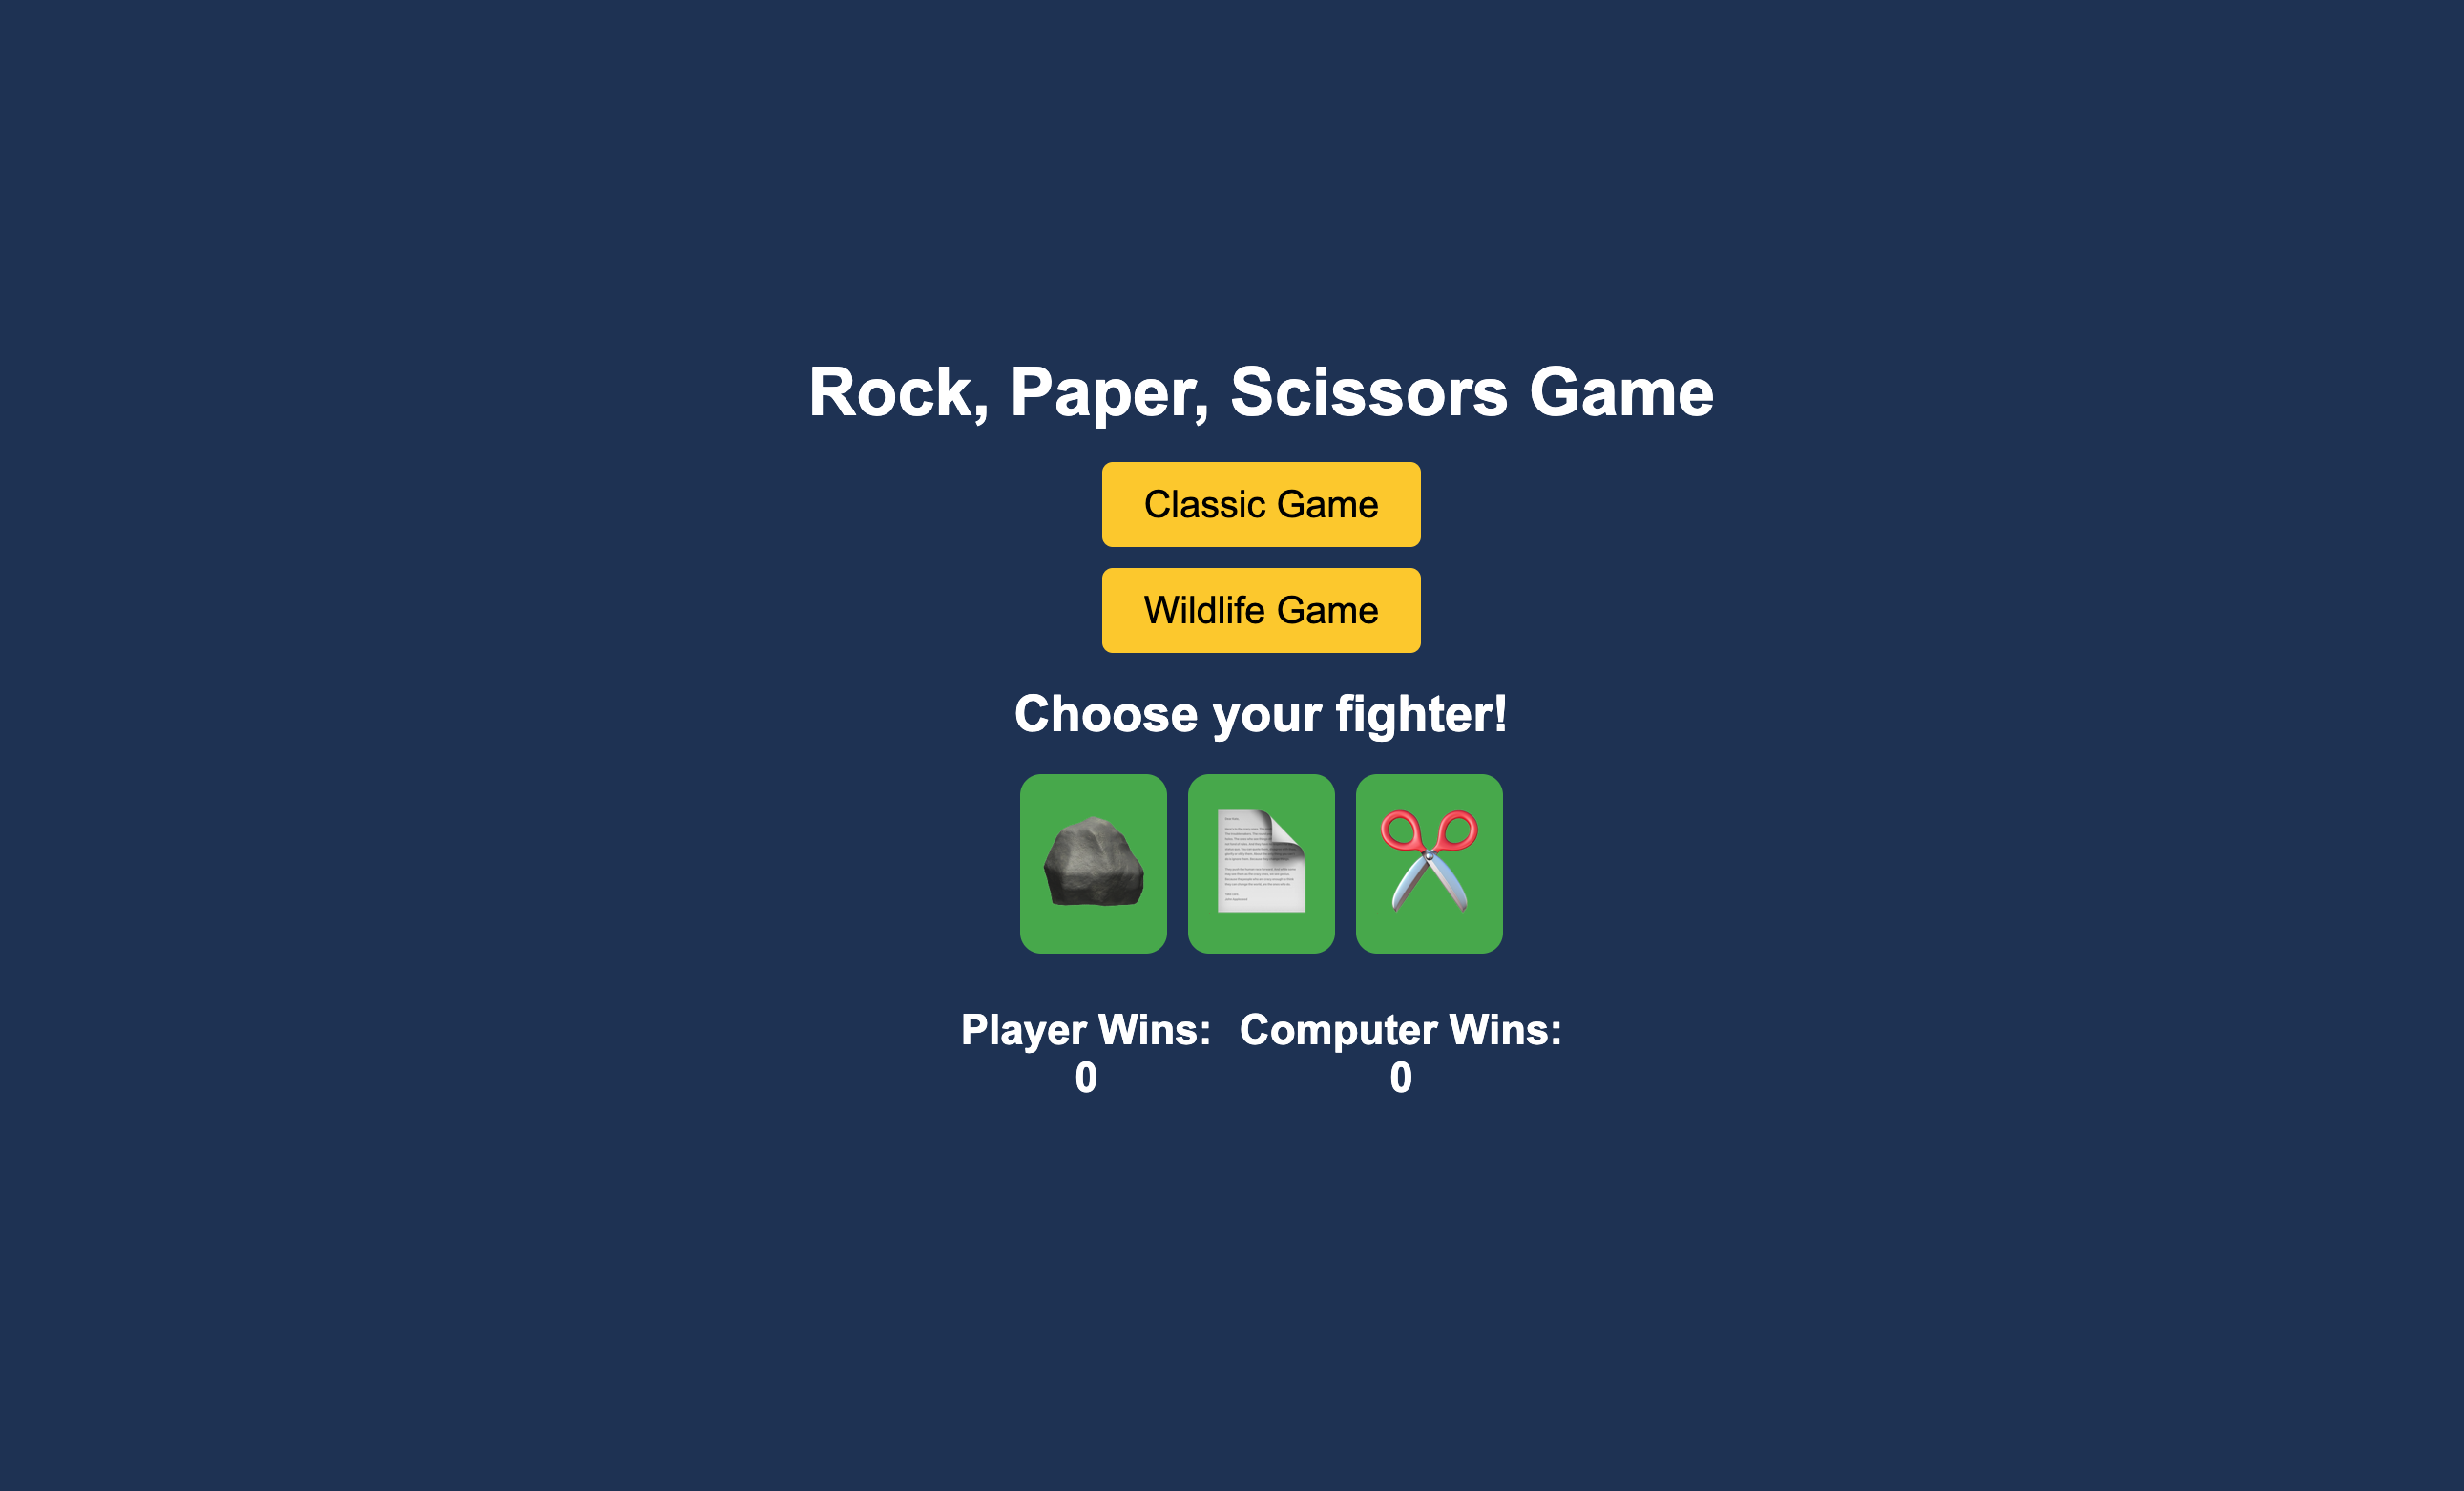 Rock, Paper, Scissors Game
Classic Game
Wildlife Game
Choose your fighter!
Player Wins: Computer Wins:
0 0